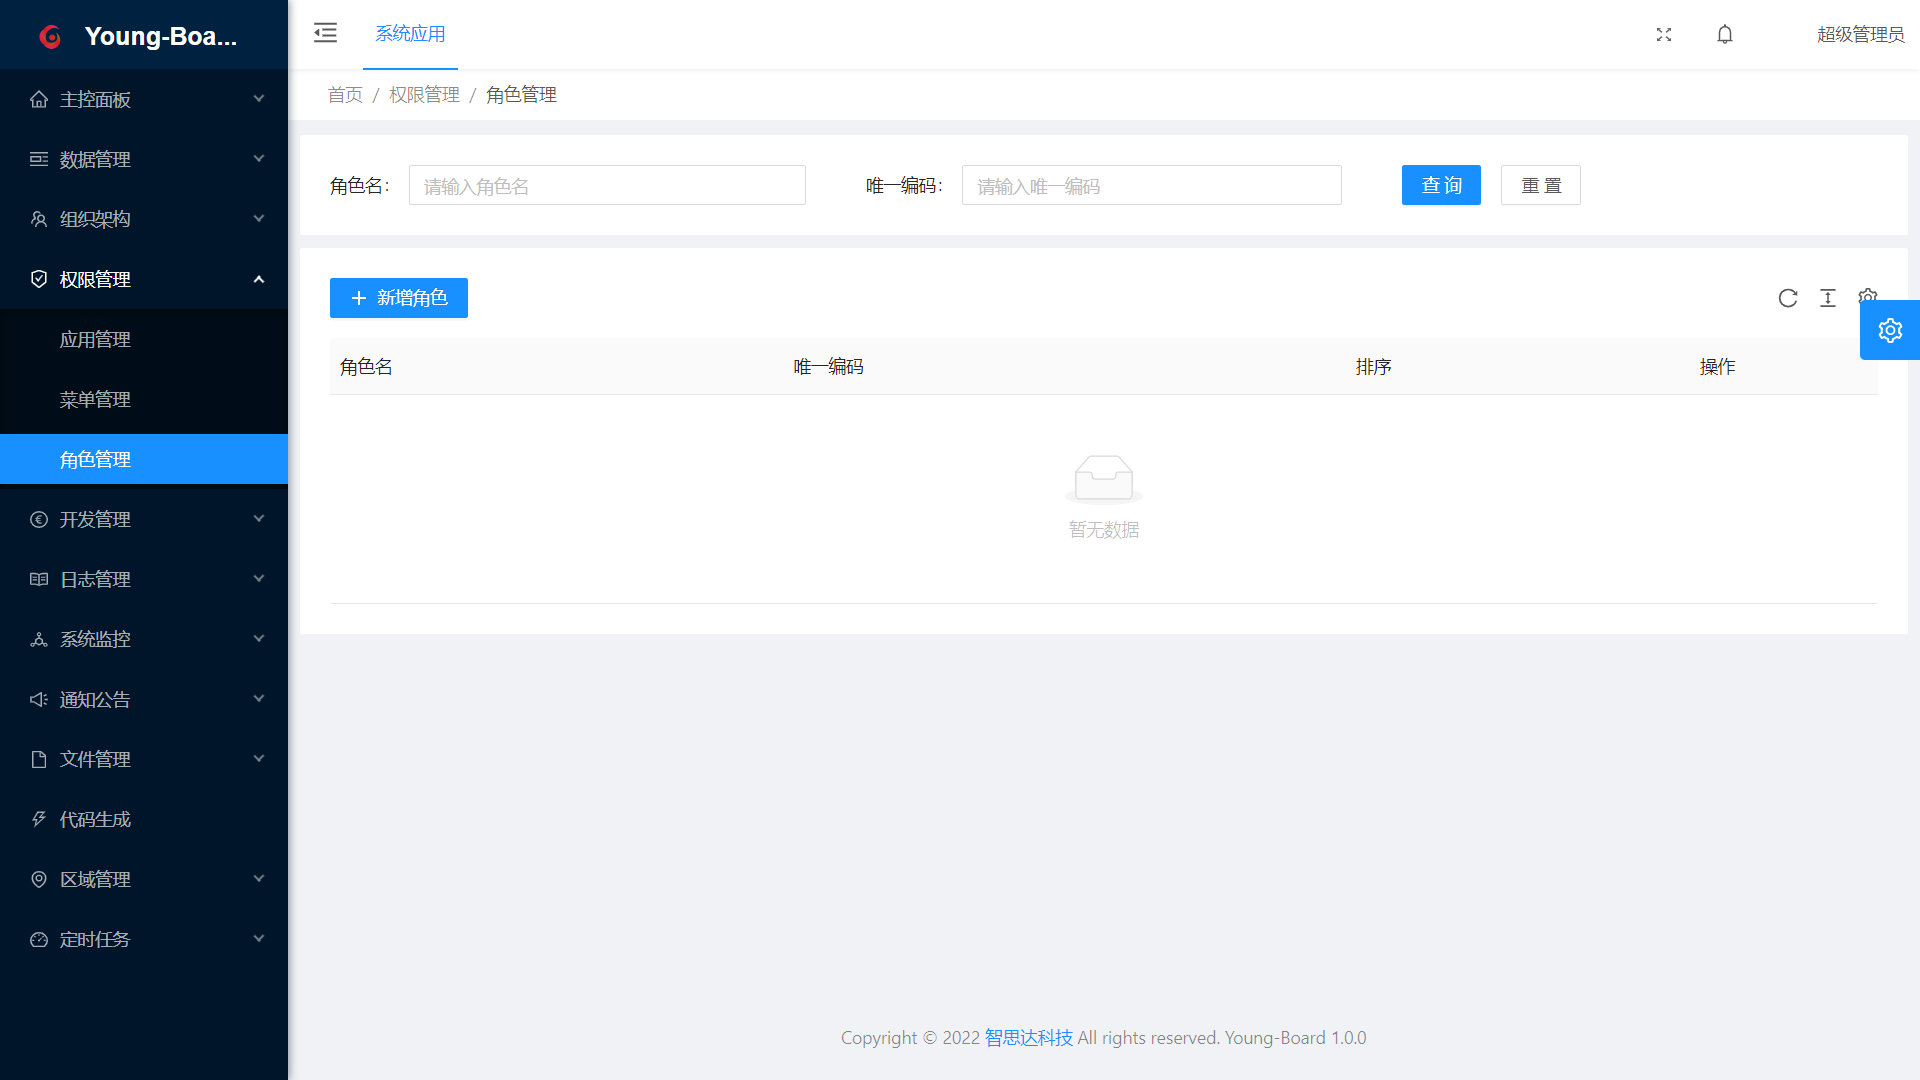 Young-Boa...
主控面板
数据管理
组织架构
权限管理
应用管理
菜单管理
角色管理
开发管理
日志管理
系统监控
通知公告
文件管理
代码生成
区域管理
定时任务
系统应用
超级管理员
首页 / 权限管理 / 角色管理
角色名: 请输入角色名 唯一编码: 请输入唯一编码 查 询 重 置
新增角色
角色名 唯一编码 排序 操作
暂无数据
Copyright © 2022 智思达科技 All rights reserved. Young-Board 1.0.0